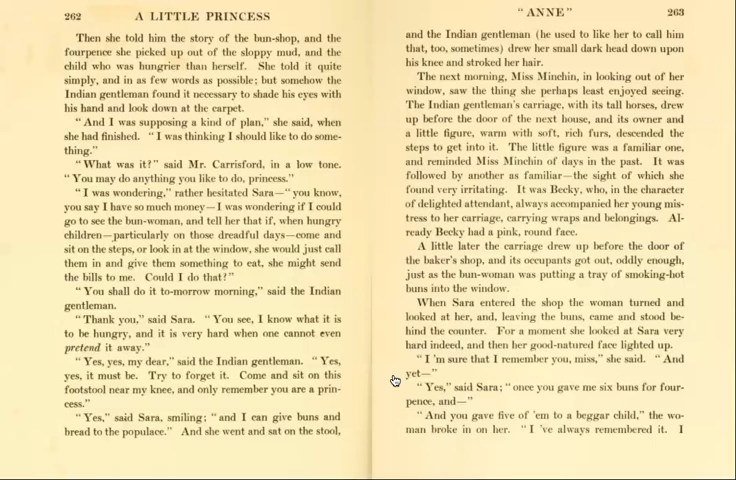 262 A LITTLE PRINCESS
Then she told him the story of the bun-shop, and the
fourpence she picked up out of the sloppy mud, and the
child who was hungrier than herself. She told it quite
simply, and in as few words as possible; but somehow the
Indian gentleman found it necessary to shade his eyes with
his hand and look down at the carpet.
"And I was supposing a kind of plan," she said, when
she had finished. "I was thinking I should like to do some-
thing."
"What was it?" said Mr. Carrisford, in a low tone.
"You may do anything you like to do, princess."
"I was wondering," rather hesitated Sara—"you know,
you say I have so much money—I was wondering if I could
go to see the bun-woman, and tell her that if, when hungry
children—particularly on those dreadful days—come and
sit on the steps, or look in at the window, she would just call
them in and give them something to eat, she might send
the bills to me. Could I do that?"
"You shall do it to-morrow morning," said the Indian
gentleman.
"Thank you," said Sara. "You see, I know what it is
to be hungry, and it is very hard when one cannot even
pretend it away."
"Yes, yes, my dear," said the Indian gentleman. "Yes,
yes, it must be. Try to forget it. Come and sit on this
footstool near my knee, and only remember you are a prin-
cess."
"Yes," said Sara, smiling; "and I can give buns and
bread to the populace." And she went and sat on the stool,
"ANNE" 263
and the Indian gentleman (he used to like her to call him
that, too, sometimes) drew her small dark head down upon
his knee and stroked her hair.
The next morning, Miss Minchin, in looking out of her
window, saw the thing she perhaps least enjoyed seeing.
The Indian gentleman's carriage, with its tall horses, drew
up before the door of the next house, and its owner and
a little figure, warm with soft, rich furs, descended the
steps to get into it. The little figure was a familiar one,
and reminded Miss Minchin of days in the past. It was
followed by another as familiar—the sight of which she
found very irritating. It was Becky, who, in the character
of delighted attendant, always accompanied her young mis-
tress to her carriage, carrying wraps and belongings. Al-
ready Becky had a pink, round face.
A little later the carriage drew up before the door of
the baker's shop, and its occupants got out, oddly enough,
just as the bun-woman was putting a tray of smoking-hot
buns into the window.
When Sara entered the shop the woman turned and
looked at her, and, leaving the buns, came and stood be-
hind the counter. For a moment she looked at Sara very
hard indeed, and then her good-natured face lighted up.
"I 'm sure that I remember you, miss," she said. "And
yet—"
"Yes," said Sara; "once you gave me six buns for four-
pence, and—"
"And you gave five of 'em to a beggar child," the wo-
man broke in on her. "I 've always remembered it. I